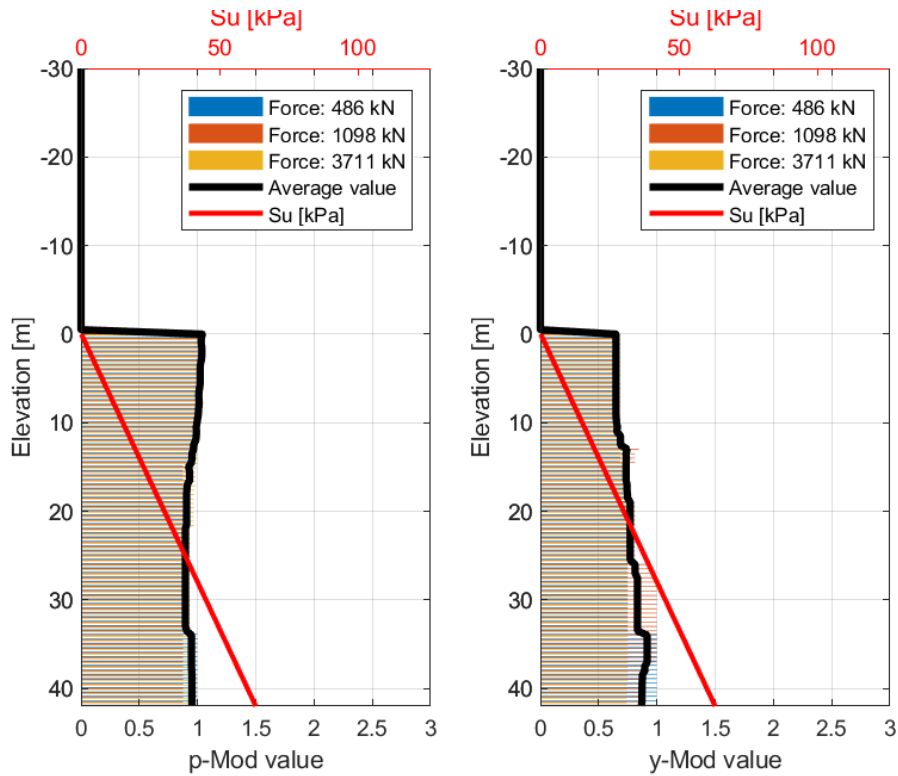 Su [kPa]
0 50 100
-30
-20
-10
0
10
20
30
40
Elevation [m]
Force: 486 kN
Force: 1098 kN
Force: 3711 kN
Average value
Su [kPa]
0 0.5 1 1.5 2 2.5 3
p-Mod value
Su [kPa]
0 50 100
-30
-20
-10
0
10
20
30
40
Elevation [m]
Force: 486 kN
Force: 1098 kN
Force: 3711 kN
Average value
Su [kPa]
0 0.5 1 1.5 2 2.5 3
y-Mod value